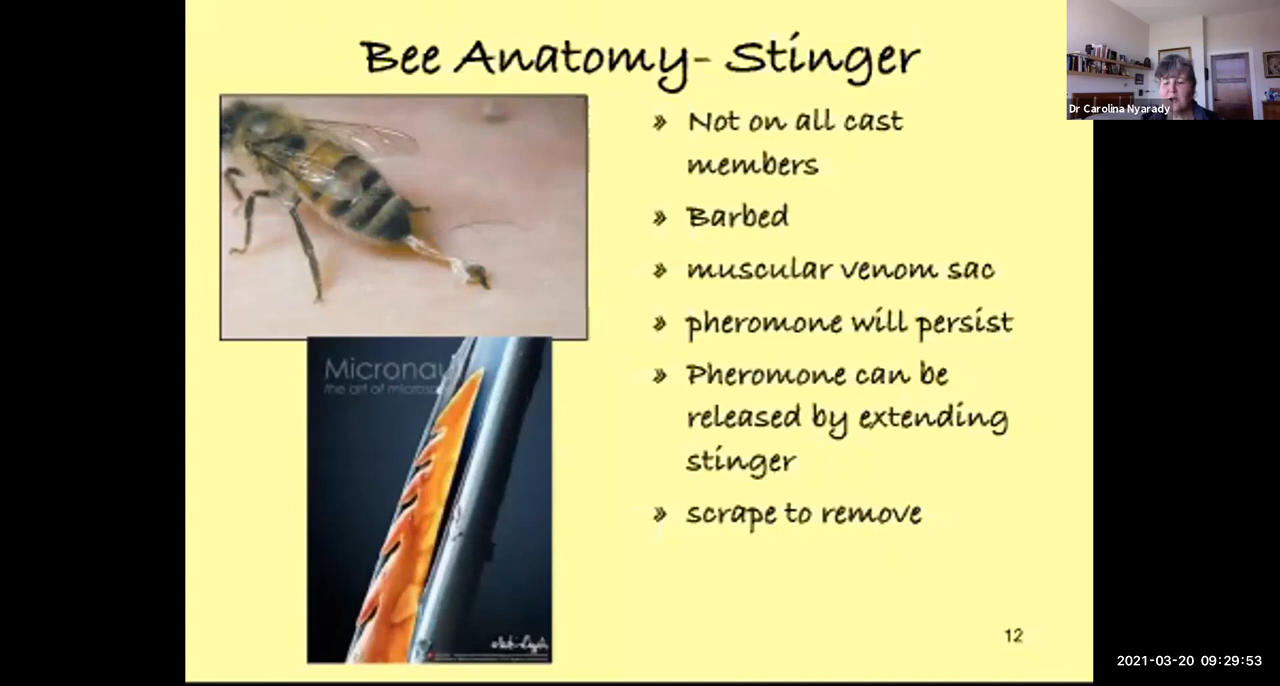 Bee Anatomy- Stinger
» Not on all cast
members
» Barbed
» muscular venom sac
» pheromone will persist
» Pheromone can be
released by extending
stinger
» scrape to remove
Micronau
the art of micros
12
Dr Carolina Nyarady
2021-03-20 09:29:53